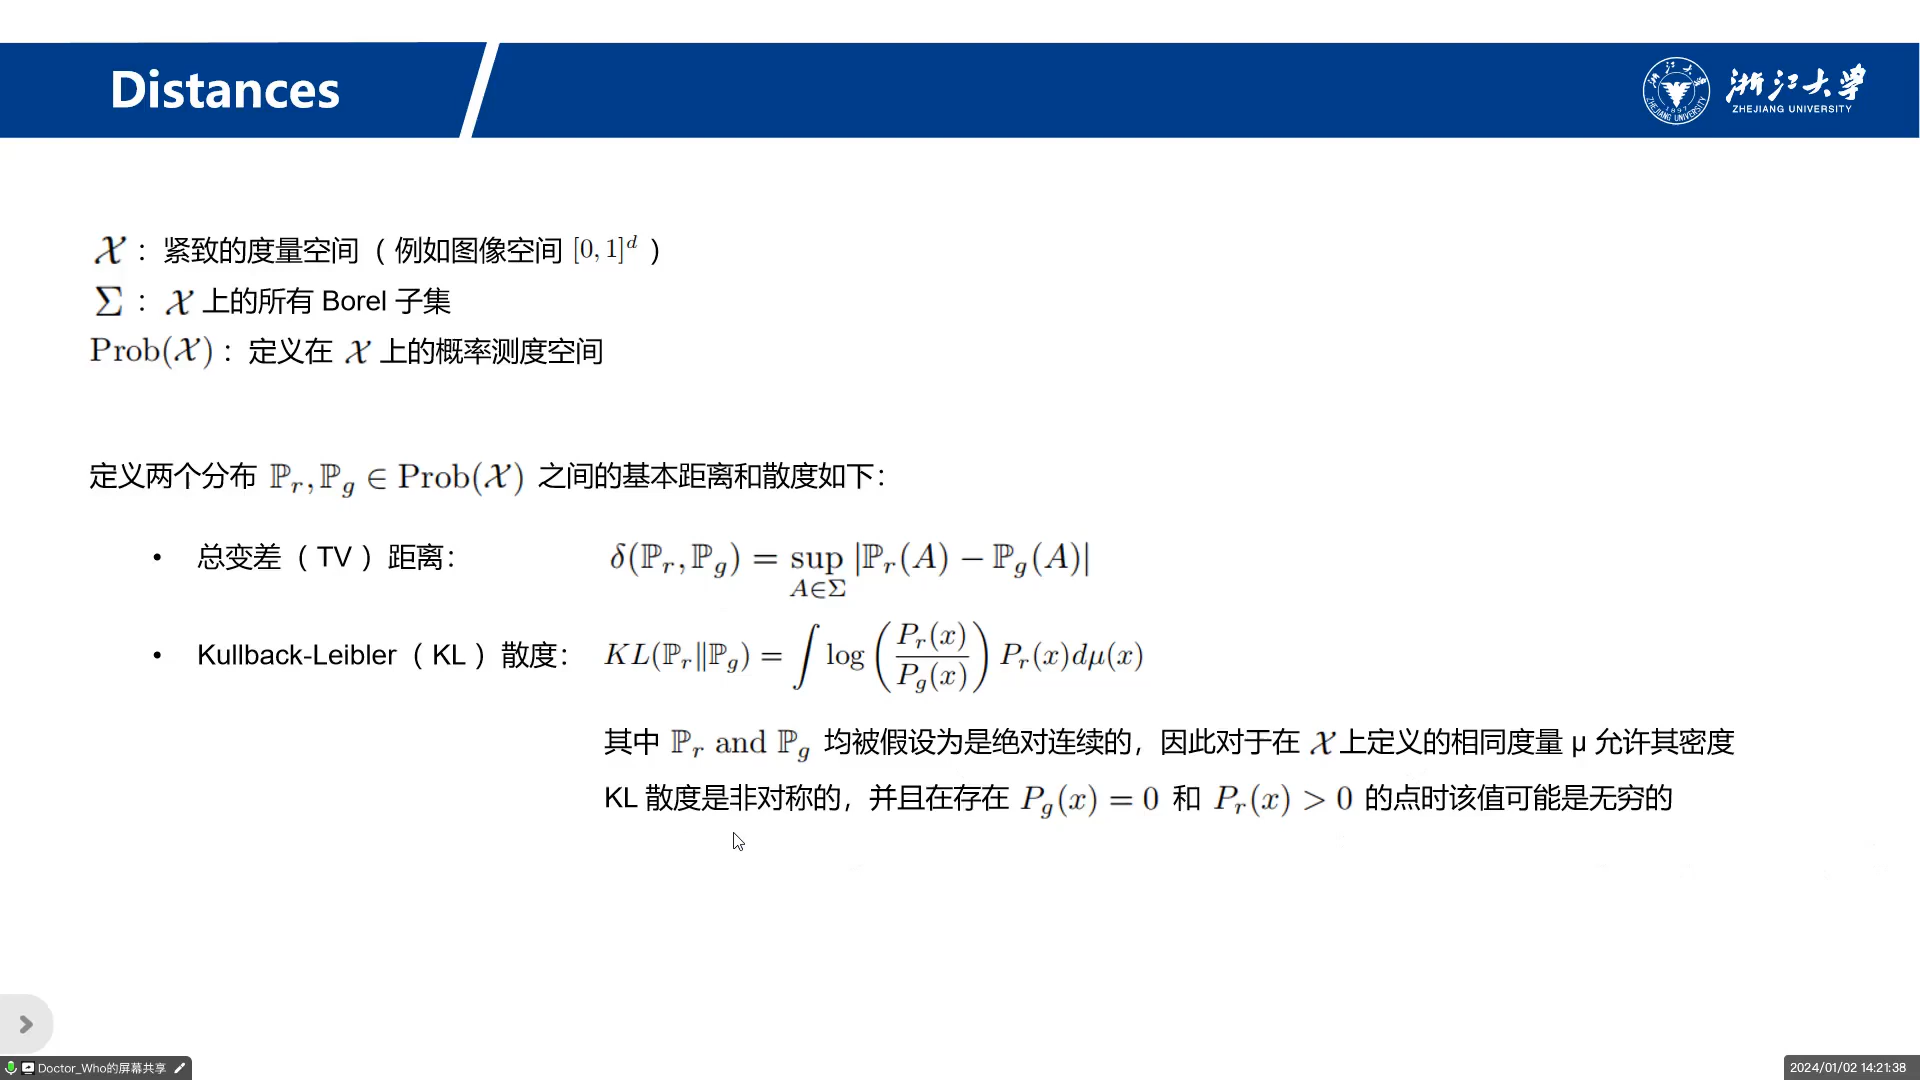 Distances
浙江大学
ZHEJIANG UNIVERSITY
𝒳 ：紧致的度量空间（例如图像空间 [0, 1]^d ）
Σ ： 𝒳 上的所有 Borel 子集
Prob(𝒳)：定义在 𝒳 上的概率测度空间
定义两个分布 ℙ_r, ℙ_g ∈ Prob(𝒳) 之间的基本距离和散度如下：
• 总变差（TV）距离： δ(ℙ_r, ℙ_g) = sup_{A∈Σ} |ℙ_r(A) − ℙ_g(A)|
• Kullback-Leibler（KL）散度： KL(ℙ_r‖ℙ_g) = ∫ log (P_r(x) / P_g(x)) P_r(x)dμ(x)
其中 ℙ_r and ℙ_g 均被假设为是绝对连续的，因此对于在 𝒳 上定义的相同度量 μ 允许其密度
KL 散度是非对称的，并且在存在 P_g(x) = 0 和 P_r(x) > 0 的点时该值可能是无穷的
Doctor_Who的屏幕共享
2024/01/02 14:21:38